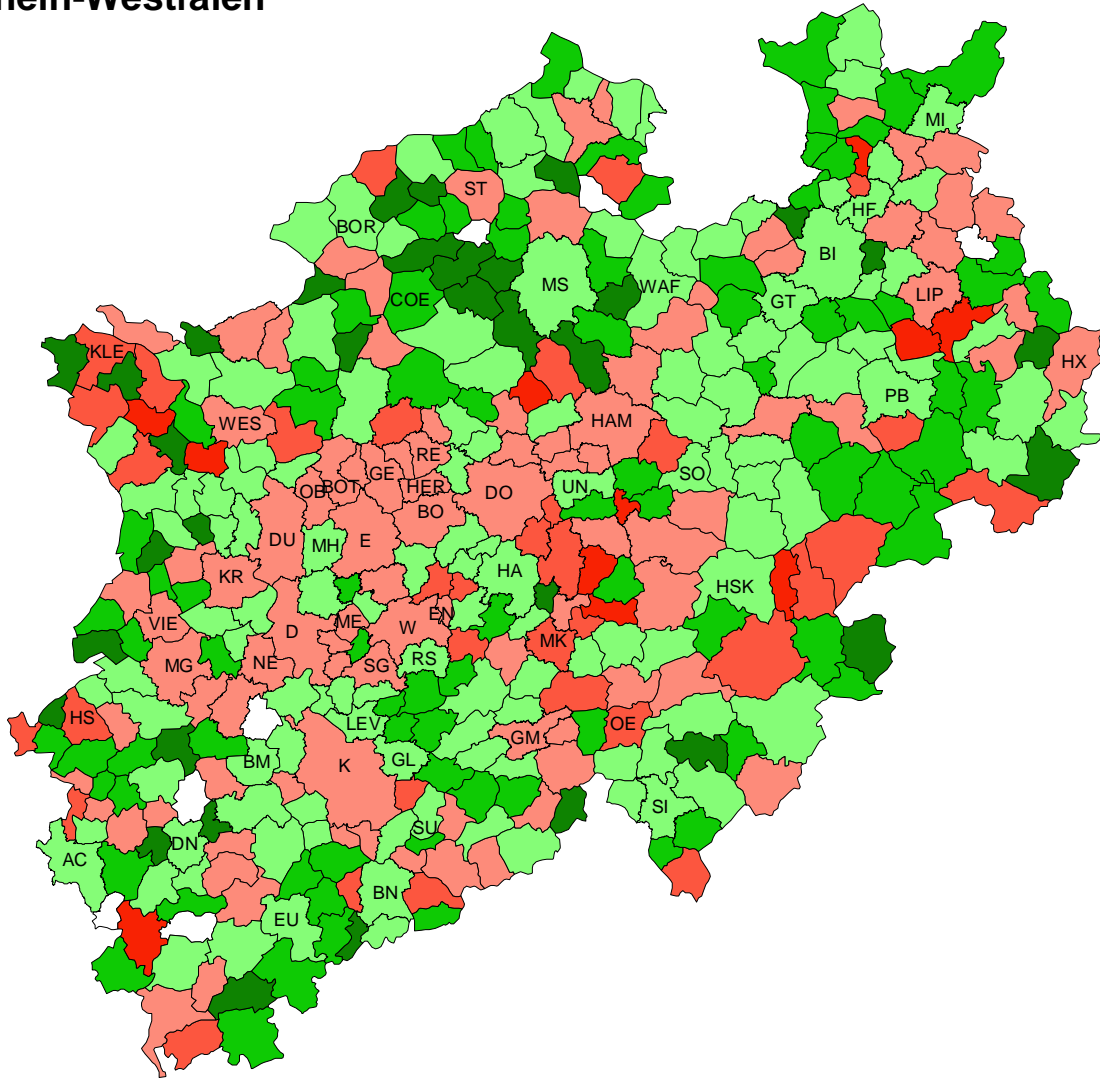 hein-Westfalen
MI
ST
HF
BOR
BI
MS
WAF
COE
GT
LIP
KLE
HX
PB
WES
HAM
RE
GE
SO
BOT
HER
OB
DO
UN
BO
DU
MH
E
HA
KR
HSK
EN
VIE
ME
W
D
MK
RS
MG
NE
SG
HS
LEV
OE
GM
BM
K
GL
SI
SU
DN
AC
BN
EU